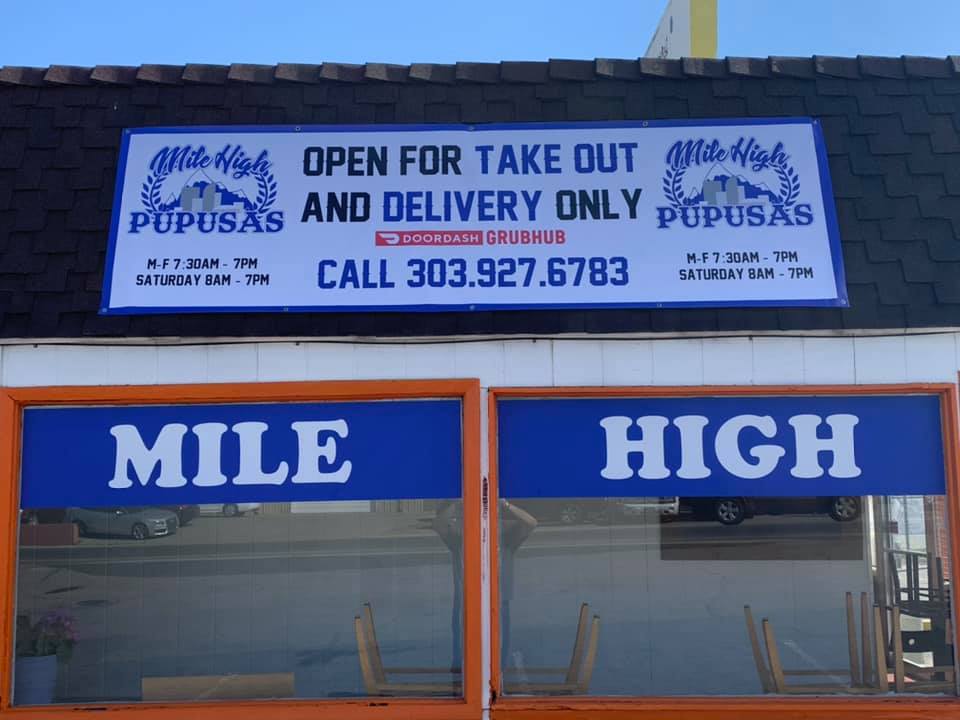 Mile High
PUPUSAS
M-F 7:30AM - 7PM
SATURDAY 8AM - 7PM
OPEN FOR TAKE OUT
AND DELIVERY ONLY
DOORDASH GRUBHUB
CALL 303.927.6783
Mile High
PUPUSAS
M-F 7:30AM - 7PM
SATURDAY 8AM - 7PM
MILE
HIGH